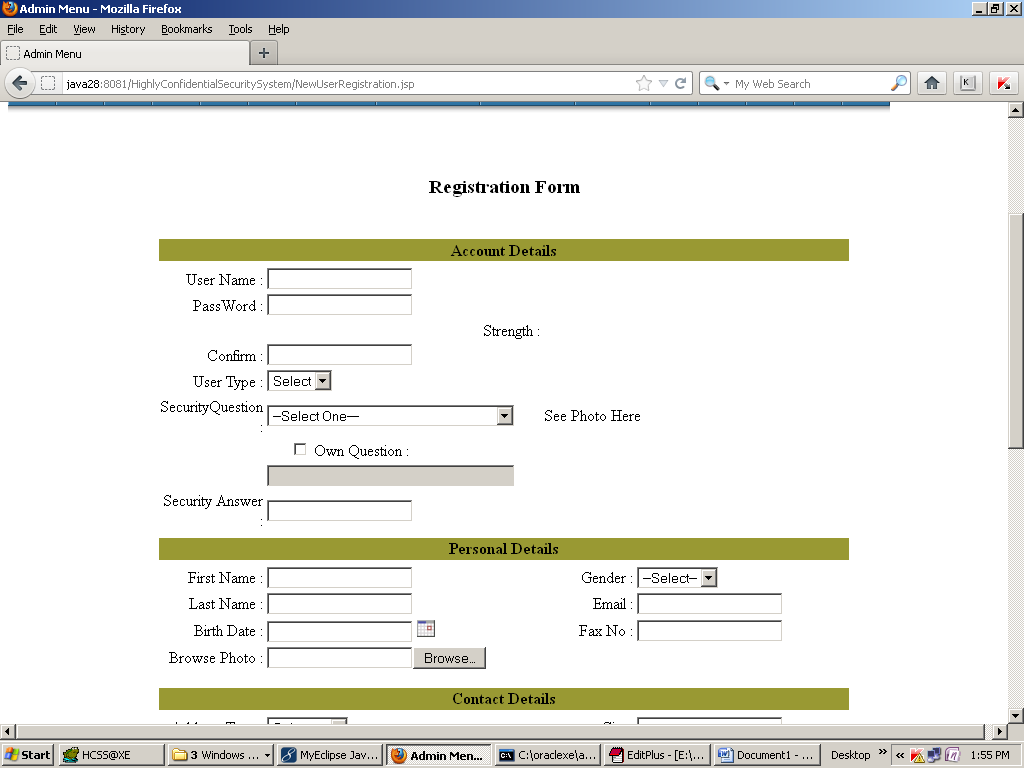 Admin Menu - Mozilla Firefox
File Edit View History Bookmarks Tools Help
Admin Menu
java28:8081/HighlyConfidentialSecuritySystem/NewUserRegistration.jsp
My Web Search
Registration Form
Account Details
User Name :
PassWord :
Strength :
Confirm :
User Type : Select
SecurityQuestion : --Select One--- See Photo Here
Own Question :
Security Answer :
Personal Details
First Name : Gender : --Select--
Last Name : Email :
Birth Date : Fax No :
Browse Photo : Browse...
Contact Details
Start HCSS@XE 3 Windows ... MyEclipse Jav... Admin Men... C:\oraclexe\a... EditPlus - [E:\... Document1 - ... Desktop » « 1:55 PM